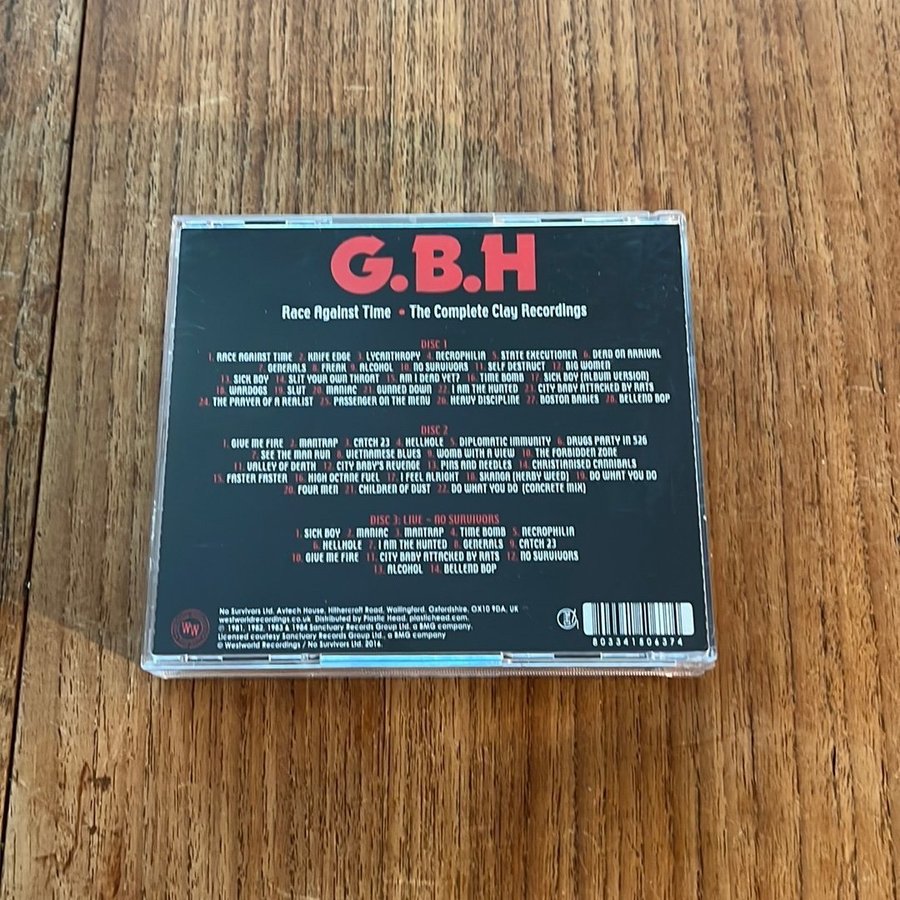 G.B.H
Race Against Time • The Complete Clay Recordings
DISC 1
1. RACE AGAINST TIME 2. KNIFE EDGE 3. LYCANTHROPY 4. NECROPHILIA 5. STATE EXECUTIONER 6. DEAD ON ARRIVAL
7. GENERALS 8. FREAK 9. ALCOHOL 10. NO SURVIVORS 11. SELF DESTRUCT 12. BIG WOMEN
13. SICK BOY 14. SLIT YOUR OWN THROAT 15. AM I DEAD YET? 16. TIME BOMB 17. SICK BOY (ALBUM VERSION)
18. WARDOGS 19. SLUT 20. MANIAC 21. GUNNED DOWN 22. I AM THE HUNTED 23. CITY BABY ATTACKED BY RATS
24. THE PRAYER OF A REALIST 25. PASSENGER ON THE MENU 26. HEAVY DISCIPLINE 27. BOSTON BABIES 28. BELLEND BOP
DISC 2
1. GIVE ME FIRE 2. MANTRAP 3. CATCH 23 4. HELLHOLE 5. DIPLOMATIC IMMUNITY 6. DRUGS PARTY IN 526
7. SEE THE MAN RUN 8. VIETNAMESE BLUES 9. WOMB WITH A VIEW 10. THE FORBIDDEN ZONE
11. VALLEY OF DEATH 12. CITY BABY'S REVENGE 13. PINS AND NEEDLES 14. CHRISTIANISED CANNIBALS
15. FASTER FASTER 16. HIGH OCTANE FUEL 17. I FEEL ALRIGHT 18. SKANGA (HERBY WEED) 19. DO WHAT YOU DO
20. FOUR MEN 21. CHILDREN OF DUST 22. DO WHAT YOU DO (CONCRETE MIX)
DISC 3: LIVE – NO SURVIVORS
1. SICK BOY 2. MANIAC 3. MANTRAP 4. TIME BOMB 5. NECROPHILIA
6. HELLHOLE 7. I AM THE HUNTED 8. GENERALS 9. CATCH 23
10. GIVE ME FIRE 11. CITY BABY ATTACKED BY RATS 12. NO SURVIVORS
13. ALCOHOL 14. BELLEND BOP
No Survivors Ltd. Avtech House, Hithercroft Road, Wallingford, Oxfordshire, OX10 9DA, UK
westworldrecordings.co.uk Distributed by Plastic Head. plastichead.com.
℗ 1981, 1982, 1983 & 1984 Sanctuary Records Group Ltd., a BMG company.
Licensed courtesy Sanctuary Records Group Ltd., a BMG company
© Westworld Recordings / No Survivors Ltd. 2016.
WW
803341806374